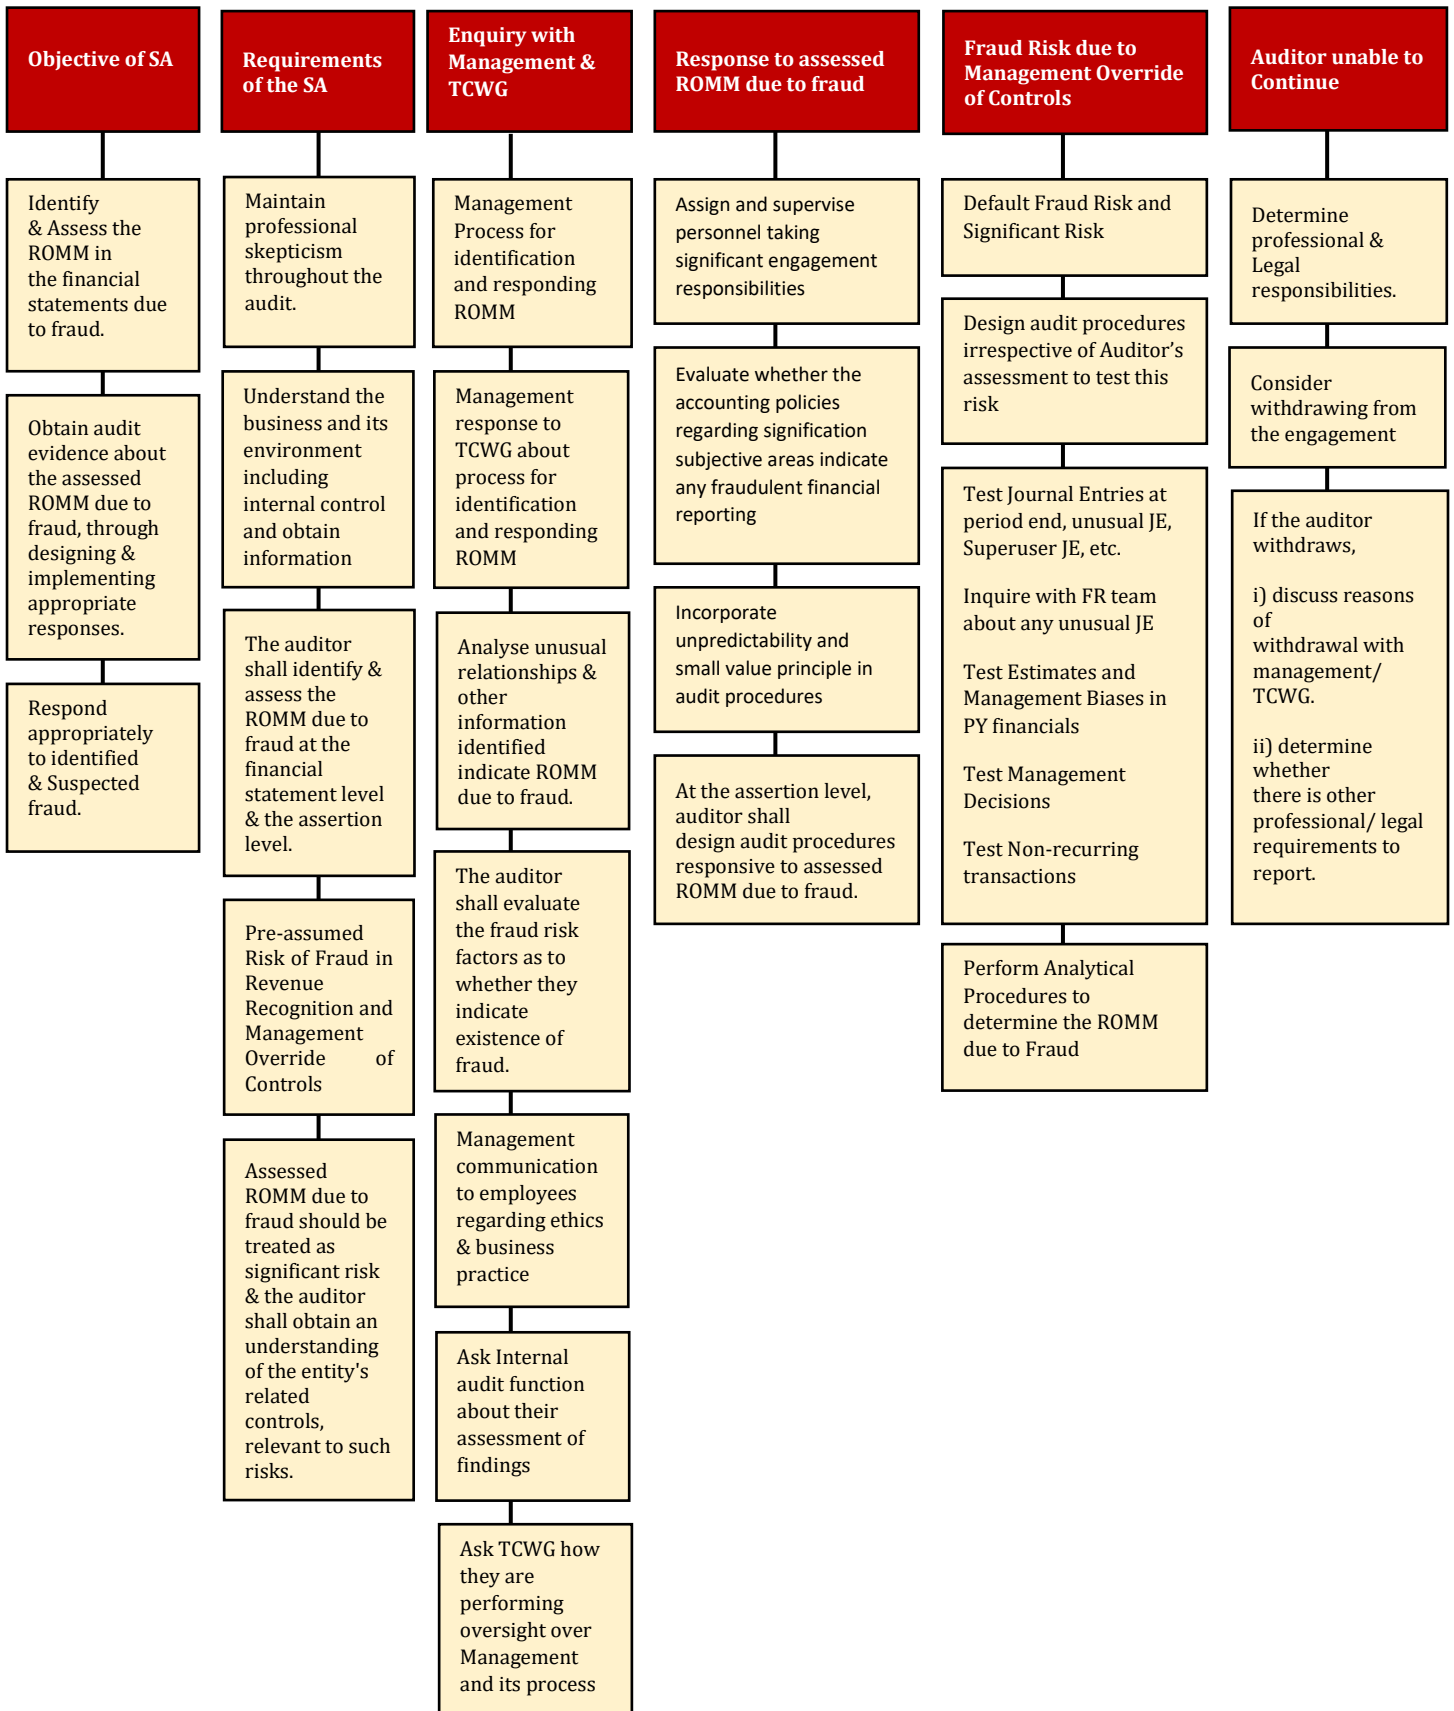 Objective of SA
Identify
& Assess the
ROMM in
the financial
statements due
to fraud.
Obtain audit
evidence about
the assessed
ROMM due to
fraud, through
designing &
implementing
appropriate
responses.
Respond
appropriately
to identified
& Suspected
fraud.
Requirements
of the SA
Maintain
professional
skepticism
throughout the
audit.
Understand the
business and its
environment
including
internal control
and obtain
information
The auditor
shall identify &
assess the
ROMM due to
fraud at the
financial
statement level
& the assertion
level.
Pre-assumed
Risk of Fraud in
Revenue
Recognition and
Management
Override of
Controls
Assessed
ROMM due to
fraud should be
treated as
significant risk
& the auditor
shall obtain an
understanding
of the entity's
related
controls,
relevant to such
risks.
Enquiry with
Management &
TCWG
Management
Process for
identification
and responding
ROMM
Management
response to
TCWG about
process for
identification
and responding
ROMM
Analyse unusual
relationships &
other
information
identified
indicate ROMM
due to fraud.
The auditor
shall evaluate
the fraud risk
factors as to
whether they
indicate
existence of
fraud.
Management
communication
to employees
regarding ethics
& business
practice
Ask Internal
audit function
about their
assessment of
findings
Ask TCWG how
they are
performing
oversight over
Management
and its process
Response to assessed
ROMM due to fraud
Assign and supervise
personnel taking
significant engagement
responsibilities
Evaluate whether the
accounting policies
regarding signification
subjective areas indicate
any fraudulent financial
reporting
Incorporate
unpredictability and
small value principle in
audit procedures
At the assertion level,
auditor shall
design audit procedures
responsive to assessed
ROMM due to fraud.
Fraud Risk due to
Management Override
of Controls
Default Fraud Risk and
Significant Risk
Design audit procedures
irrespective of Auditor’s
assessment to test this
risk
Test Journal Entries at
period end, unusual JE,
Superuser JE, etc.
Inquire with FR team
about any unusual JE
Test Estimates and
Management Biases in
PY financials
Test Management
Decisions
Test Non-recurring
transactions
Perform Analytical
Procedures to
determine the ROMM
due to Fraud
Auditor unable to
Continue
Determine
professional &
Legal
responsibilities.
Consider
withdrawing from
the engagement
If the auditor
withdraws,
i) discuss reasons
of
withdrawal with
management/
TCWG.
ii) determine
whether
there is other
professional/ legal
requirements to
report.